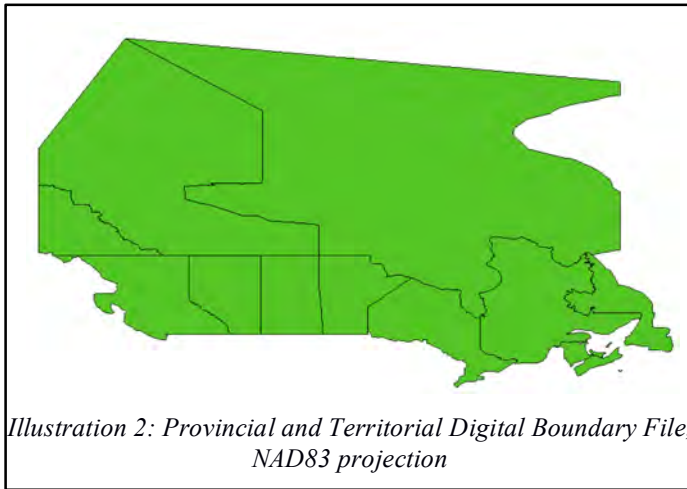 Illustration 2: Provincial and Territorial Digital Boundary File,
NAD83 projection